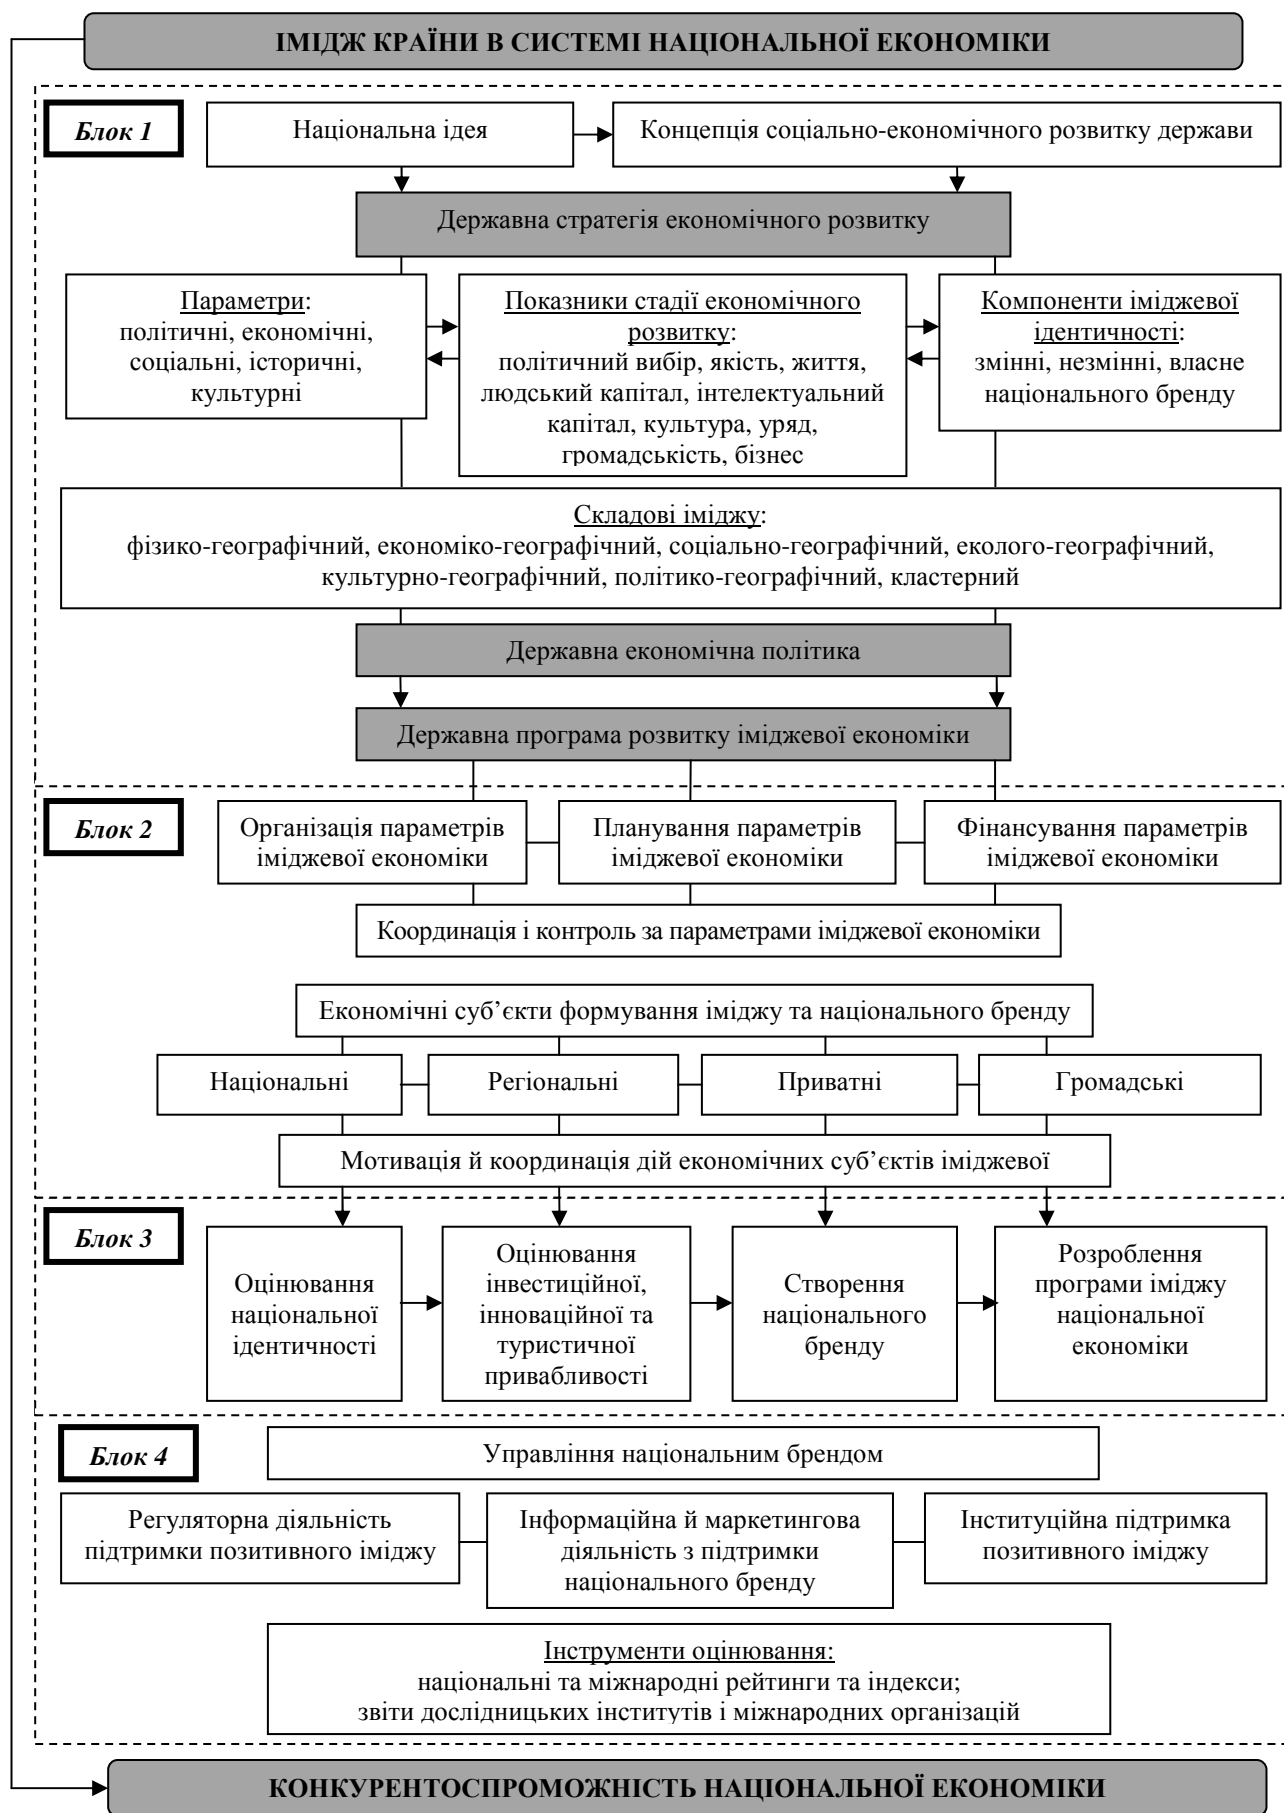 ІМІДЖ КРАЇНИ В СИСТЕМІ НАЦІОНАЛЬНОЇ ЕКОНОМІКИ
Блок 1
Національна ідея
Концепція соціально-економічного розвитку держави
Державна стратегія економічного розвитку
Параметри:
політичні, економічні,
соціальні, історичні,
культурні
Показники стадії економічного
розвитку:
політичний вибір, якість, життя,
людський капітал, інтелектуальний
капітал, культура, уряд,
громадськість, бізнес
Компоненти іміджевої
ідентичності:
змінні, незмінні, власне
національного бренду
Складові іміджу:
фізико-географічний, економіко-географічний, соціально-географічний, еколого-географічний,
культурно-географічний, політико-географічний, кластерний
Державна економічна політика
Державна програма розвитку іміджевої економіки
Блок 2
Організація параметрів
іміджевої економіки
Планування параметрів
іміджевої економіки
Фінансування параметрів
іміджевої економіки
Координація і контроль за параметрами іміджевої економіки
Економічні суб’єкти формування іміджу та національного бренду
Національні
Регіональні
Приватні
Громадські
Мотивація й координація дій економічних суб’єктів іміджевої
Блок 3
Оцінювання
національної
ідентичності
Оцінювання
інвестиційної,
інноваційної та
туристичної
привабливості
Створення
національного
бренду
Розроблення
програми іміджу
національної
економіки
Блок 4
Управління національним брендом
Регуляторна діяльність
підтримки позитивного іміджу
Інформаційна й маркетингова
діяльність з підтримки
національного бренду
Інституційна підтримка
позитивного іміджу
Інструменти оцінювання:
національні та міжнародні рейтинги та індекси;
звіти дослідницьких інститутів і міжнародних організацій
КОНКУРЕНТОСПРОМОЖНІСТЬ НАЦІОНАЛЬНОЇ ЕКОНОМІКИ